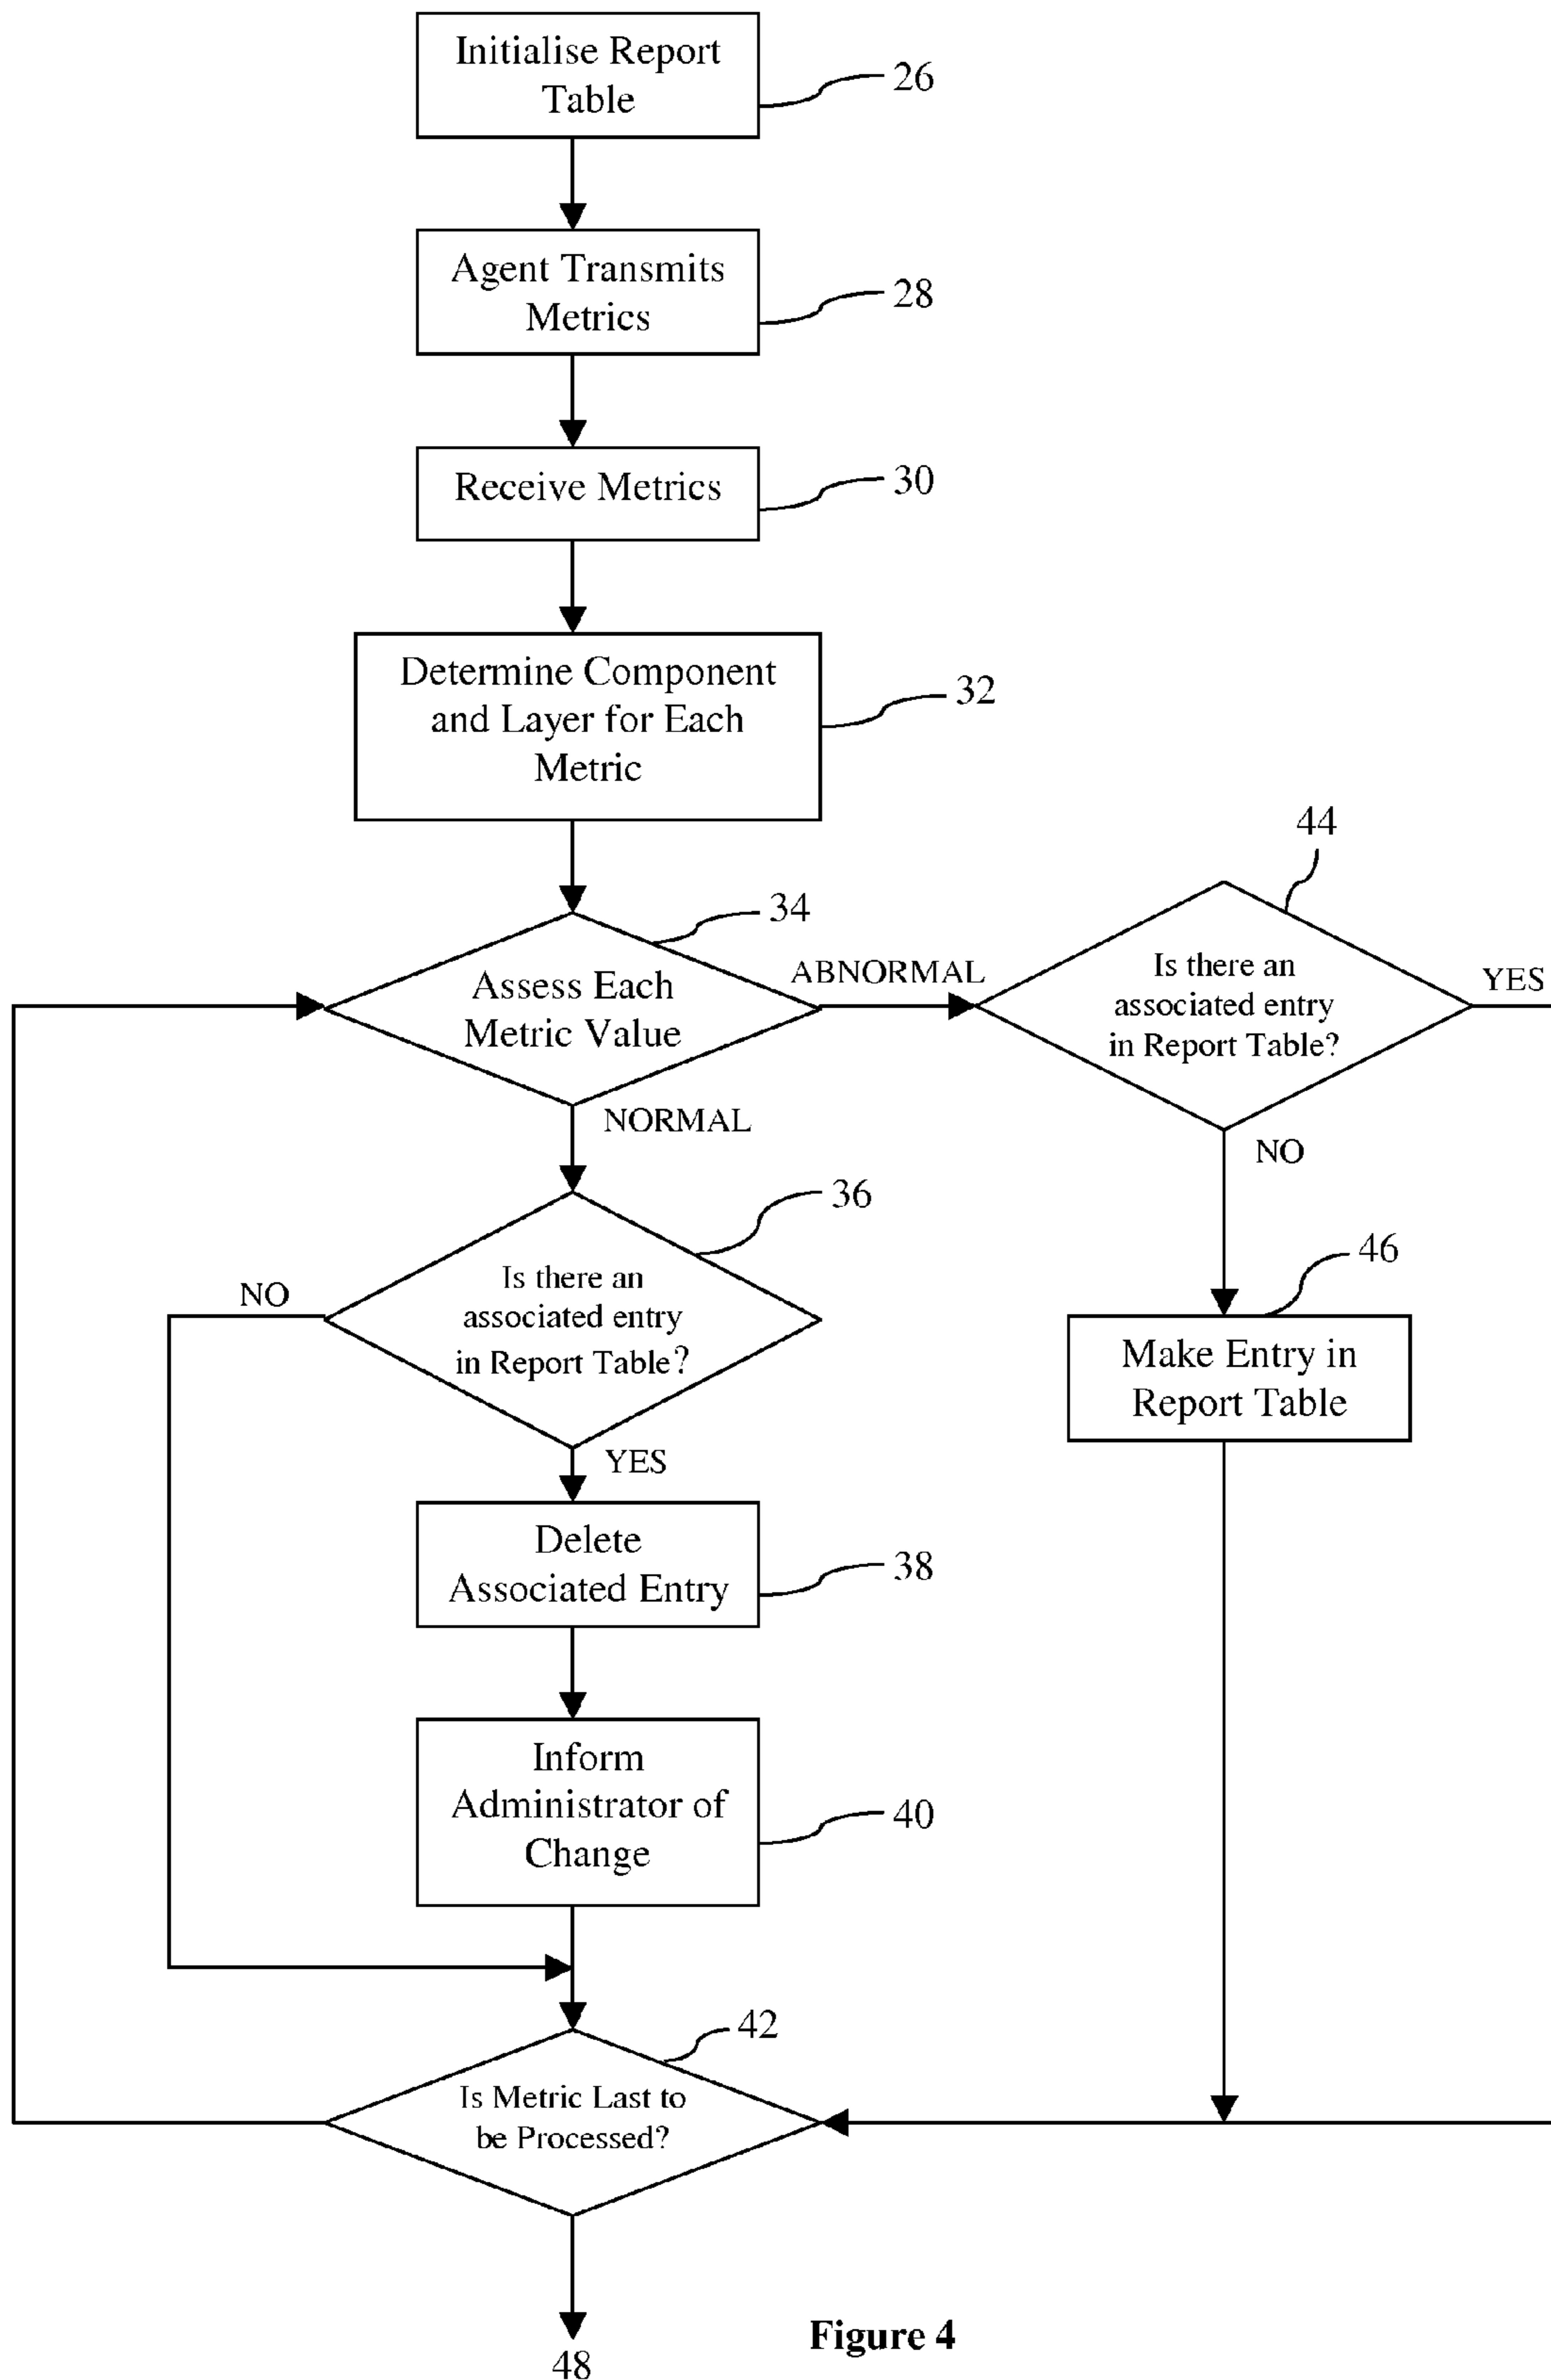 Initialise Report
Table
26
Agent Transmits
Metrics
28
Receive Metrics
30
Determine Component
and Layer for Each
Metric
32
34
Assess Each
Metric Value
ABNORMAL
44
Is there an
associated entry
in Report Table?
YES
NORMAL
NO
36
Is there an
associated entry
in Report Table?
NO
46
Make Entry in
Report Table
YES
Delete
Associated Entry
38
Inform
Administrator of
Change
40
42
Is Metric Last to
be Processed?
48
Figure 4